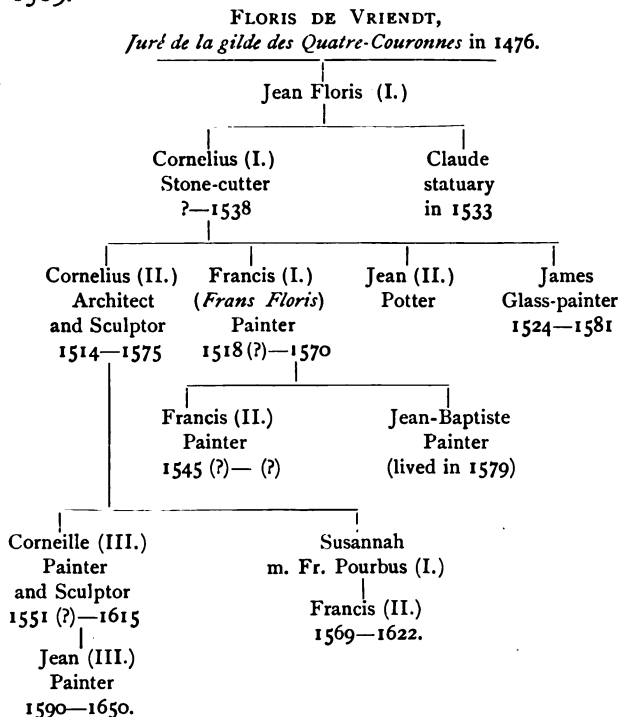 FLORIS DE VRIENDT,
Juré de la gilde des Quatre-Couronnes in 1476.
Jean Floris (I.)
Cornelius (I.)
Stone-cutter
?—1538
Claude
statuary
in 1533
Cornelius (II.)
Architect
and Sculptor
1514—1575
Francis (I.)
(Frans Floris)
Painter
1518 (?)—1570
Jean (II.)
Potter
James
Glass-painter
1524—1581
Francis (II.)
Painter
1545 (?)— (?)
Jean-Baptiste
Painter
(lived in 1579)
Corneille (III.)
Painter
and Sculptor
1551 (?)—1615
Jean (III.)
Painter
1590—1650.
Susannah
m. Fr. Pourbus (I.)
Francis (II.)
1569—1622.